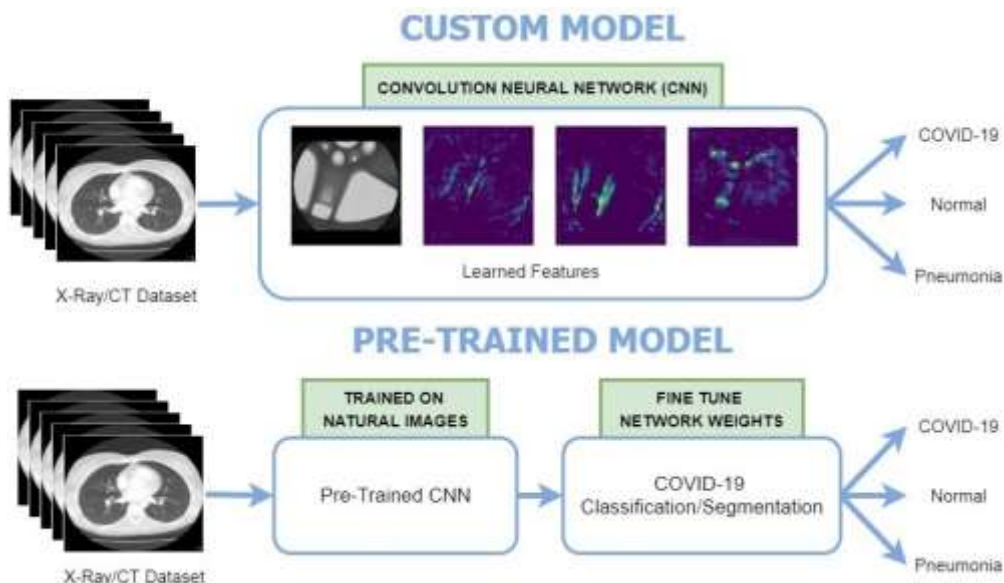 CUSTOM MODEL
CONVOLUTION NEURAL NETWORK (CNN)
COVID-19
Normal
Learned Features
Pneumonia
X-Ray/CT Dataset
PRE-TRAINED MODEL
TRAINED ON
NATURAL IMAGES
FINE TUNE
NETWORK WEIGHTS
COVID-19
Pre-Trained CNN
COVID-19
Classification/Segmentation
Normal
Pneumonia
X-Ray/CT Dataset